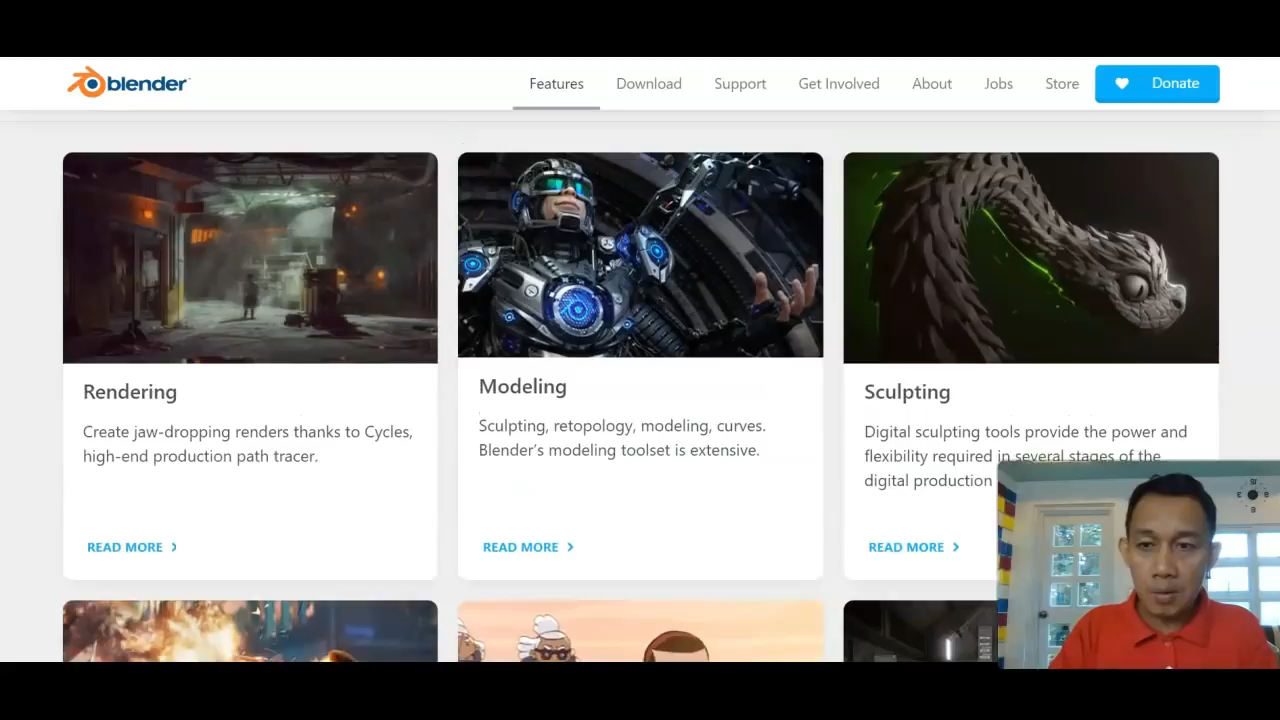 blender
Features Download Support Get Involved About Jobs Store Donate
Rendering
Create jaw-dropping renders thanks to Cycles,
high-end production path tracer.
READ MORE
Modeling
Sculpting, retopology, modeling, curves.
Blender’s modeling toolset is extensive.
READ MORE
Sculpting
Digital sculpting tools provide the power and
flexibility required in several stages of the
digital production
READ MORE